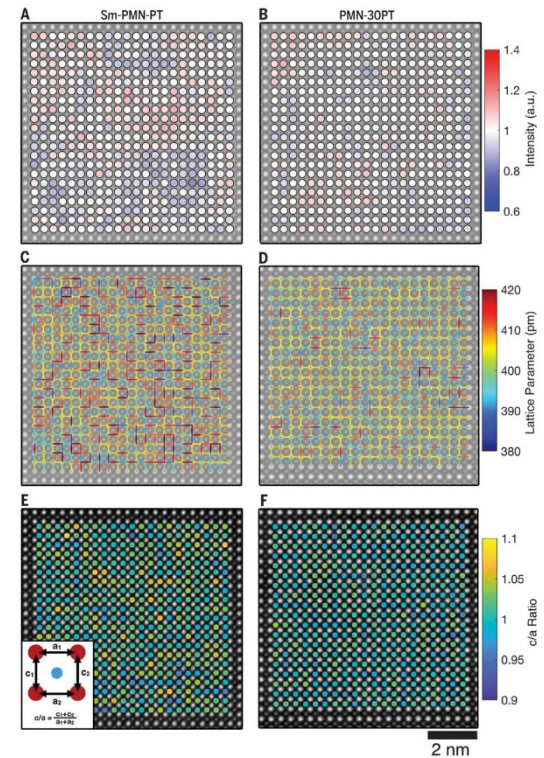 A
Sm-PMN-PT
B
PMN-30PT
1.4
1.2
1
0.8
0.6
Intensity (a.u.)
C
D
420
410
400
390
380
Lattice Parameter (pm)
E
F
1.1
1.05
1
0.95
0.9
c/a Ratio
a₁
c₁
c₂
a₂
c/a = c₁+c₂
a₁+a₂
2 nm